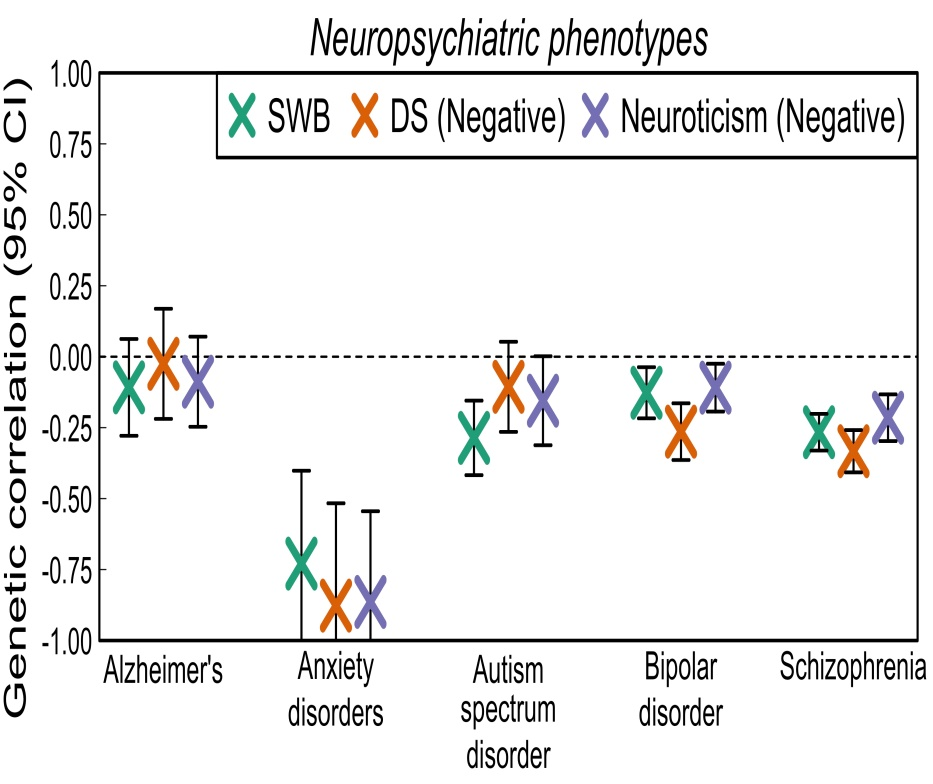 Neuropsychiatric phenotypes
SWB DS (Negative) Neuroticism (Negative)
Genetic correlation (95% CI)
1.00
0.75
0.50
0.25
0.00
-0.25
-0.50
-0.75
-1.00
Alzheimer's
Anxiety
disorders
Autism
spectrum
disorder
Bipolar
disorder
Schizophrenia